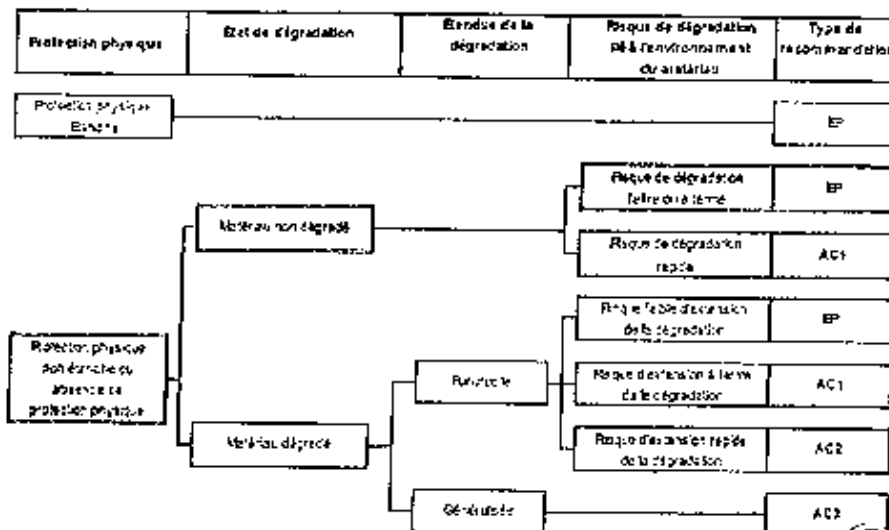 Protection physique
État de dégradation
Étendue de la
dégradation
Risque de dégradation
lié à l'environnement
du matériau
Type de
recommandation
Protection physique
Etanche
EP
Matériau non dégradé
Risque de dégradation
faible ou à terme
EP
Risque de dégradation
rapide
AC1
Protection physique
non étanche ou
absence de
protection physique
Matériau dégradé
Ponctuelle
Risque faible d'extension
de la dégradation
EP
Risque d'extension à terme
de la dégradation
AC1
Risque d'extension rapide
de la dégradation
AC2
Généralisée
AC2